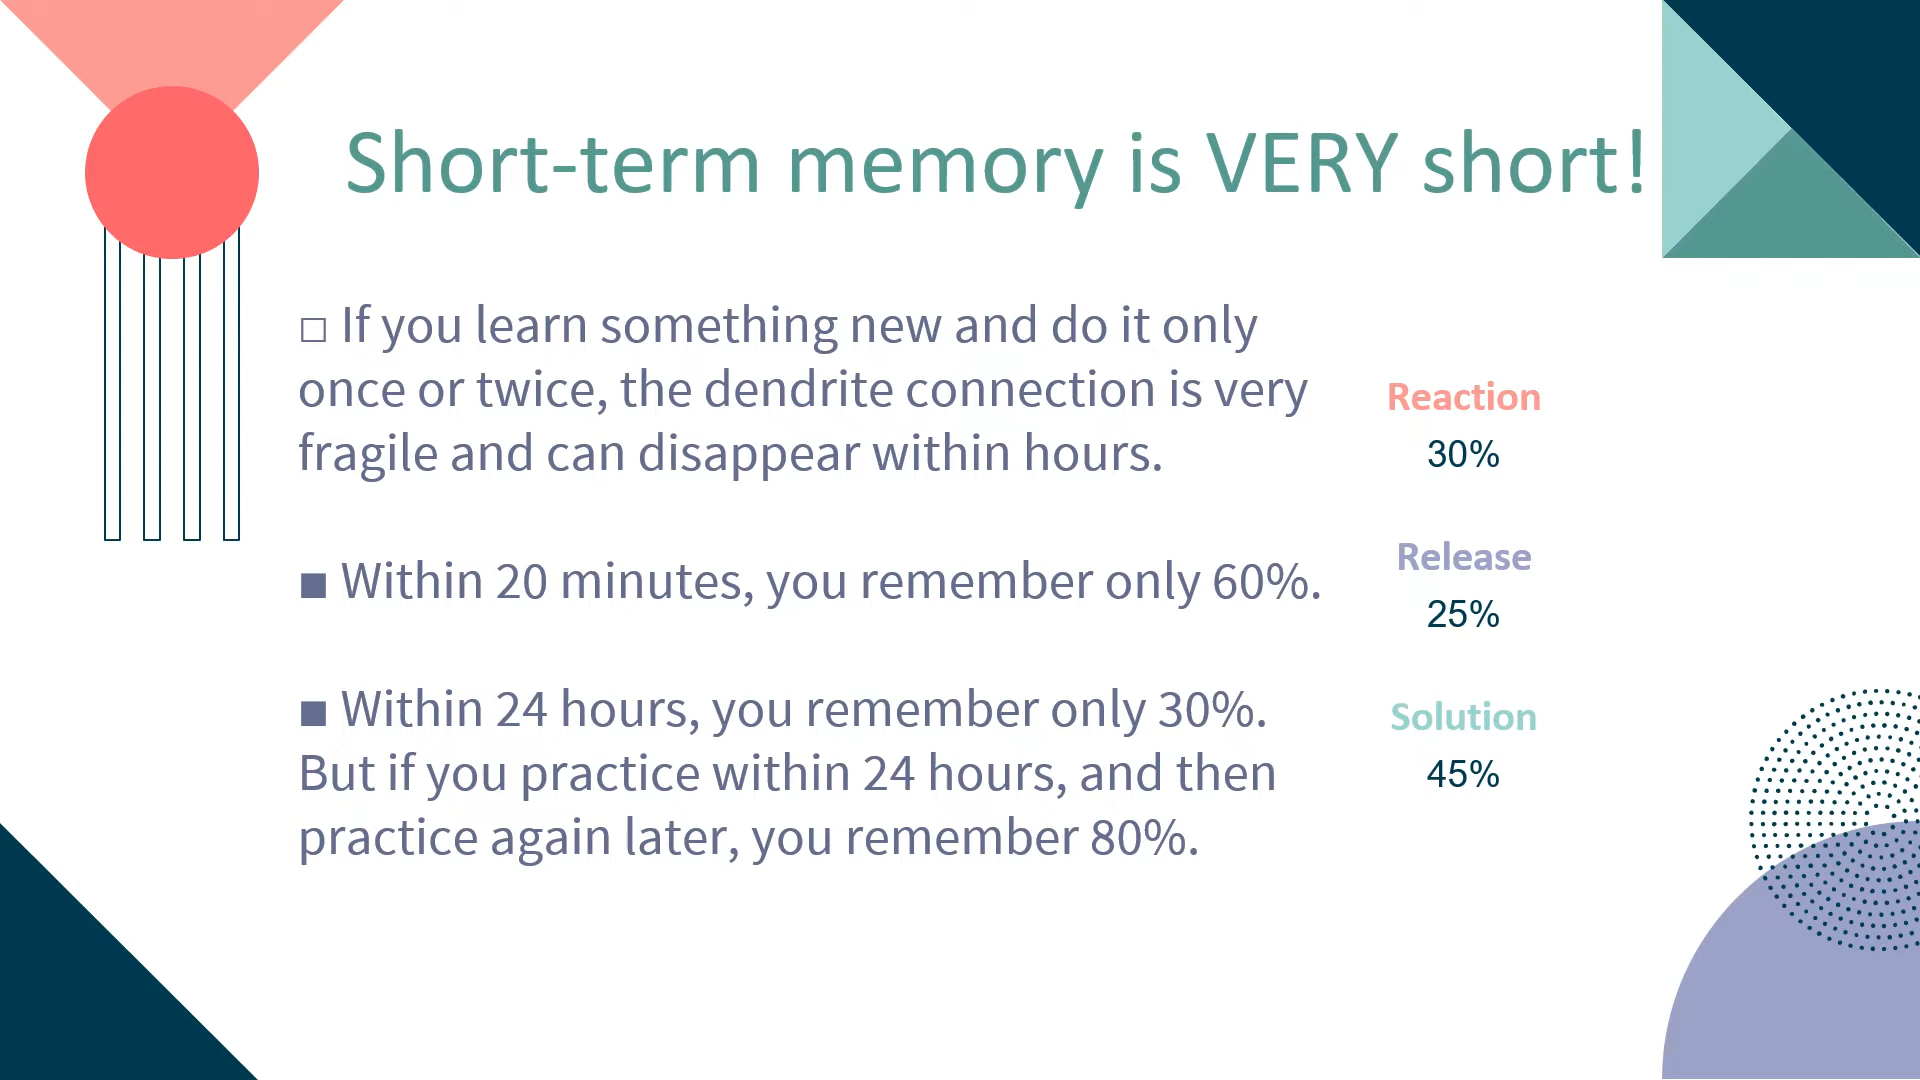 Short-term memory is VERY short!
□ If you learn something new and do it only
once or twice, the dendrite connection is very
fragile and can disappear within hours.
■ Within 20 minutes, you remember only 60%.
■ Within 24 hours, you remember only 30%.
But if you practice within 24 hours, and then
practice again later, you remember 80%.
Reaction
30%
Release
25%
Solution
45%